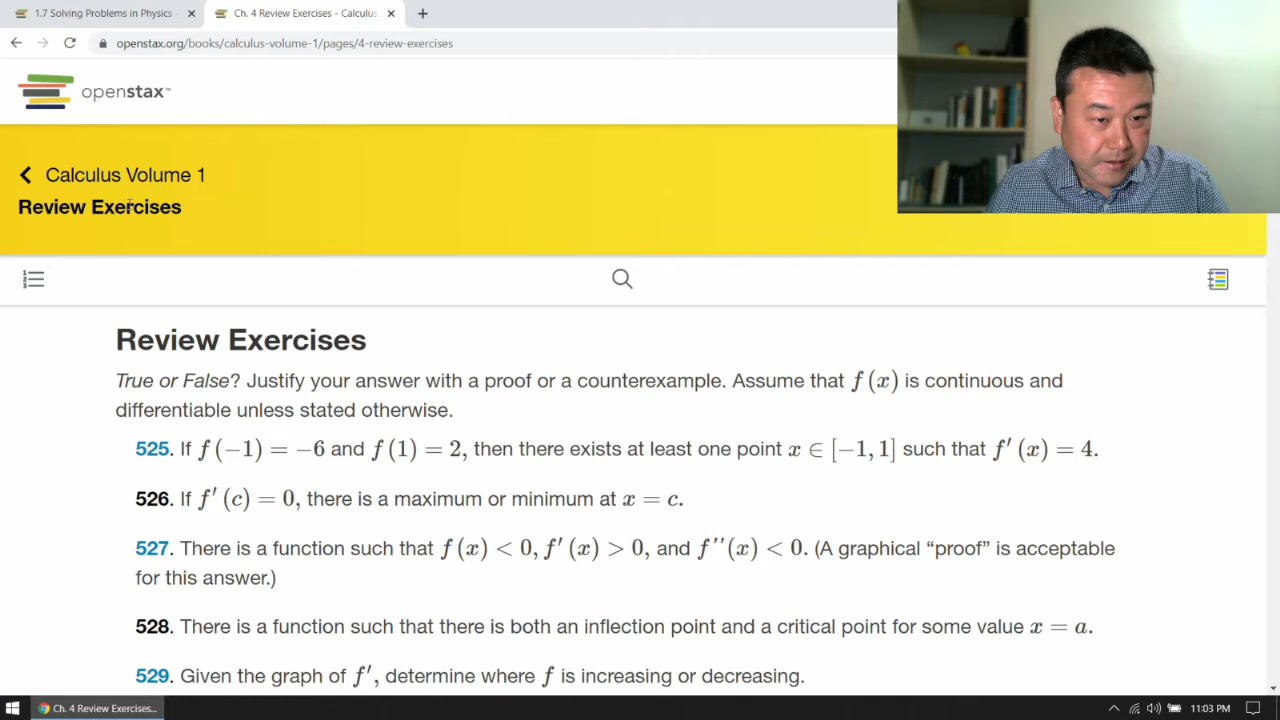 1.7 Solving Problems in Physics
Ch. 4 Review Exercises - Calculus
openstax.org/books/calculus-volume-1/pages/4-review-exercises
openstax™
Calculus Volume 1
Review Exercises
Review Exercises
True or False? Justify your answer with a proof or a counterexample. Assume that f (x) is continuous and
differentiable unless stated otherwise.
525. If f (−1) = −6 and f (1) = 2, then there exists at least one point x ∈ [−1, 1] such that f′ (x) = 4.
526. If f′ (c) = 0, there is a maximum or minimum at x = c.
527. There is a function such that f (x) < 0, f′ (x) > 0, and f′′ (x) < 0. (A graphical “proof” is acceptable
for this answer.)
528. There is a function such that there is both an inflection point and a critical point for some value x = a.
529. Given the graph of f′, determine where f is increasing or decreasing.
Ch. 4 Review Exercises...
11:03 PM